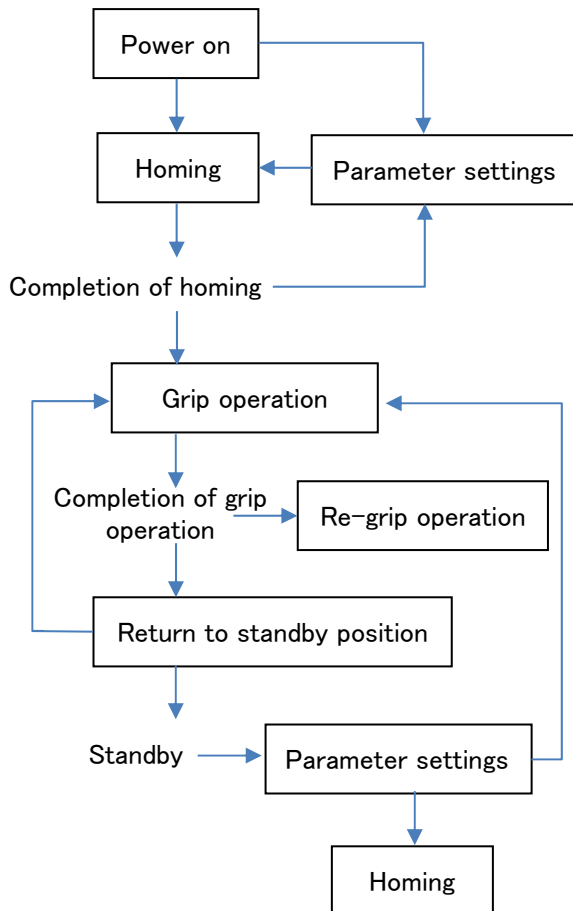 Power on
Homing
Parameter settings
Completion of homing
Grip operation
Completion of grip
operation
Re-grip operation
Return to standby position
Standby
Parameter settings
Homing